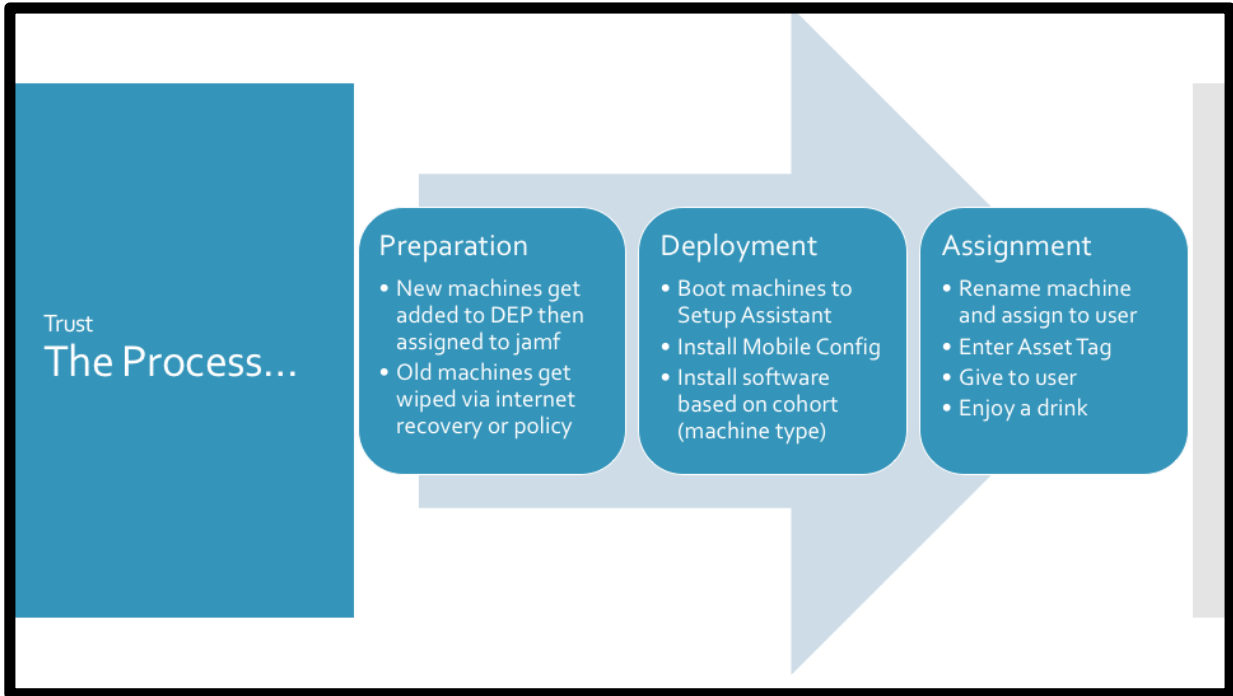 Trust
The Process...
Preparation
• New machines get
added to DEP then
assigned to jamf
• Old machines get
wiped via internet
recovery or policy
Deployment
• Boot machines to
Setup Assistant
• Install Mobile Config
• Install software
based on cohort
(machine type)
Assignment
• Rename machine
and assign to user
• Enter Asset Tag
• Give to user
• Enjoy a drink